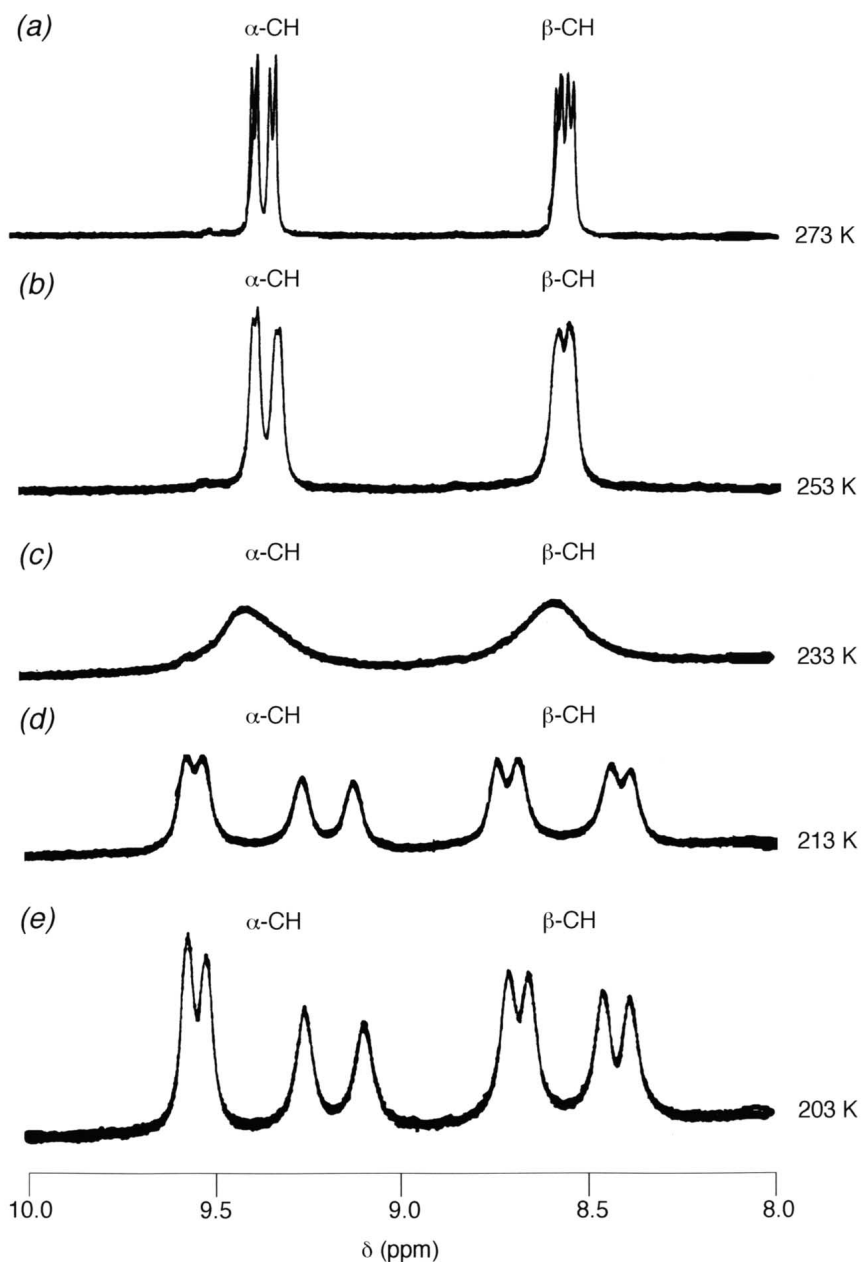 (a) α-CH β-CH
273 K
(b) α-CH β-CH
253 K
(c) α-CH β-CH
233 K
(d) α-CH β-CH
213 K
(e) α-CH β-CH
203 K
10.0 9.5 9.0 8.5 8.0
δ (ppm)